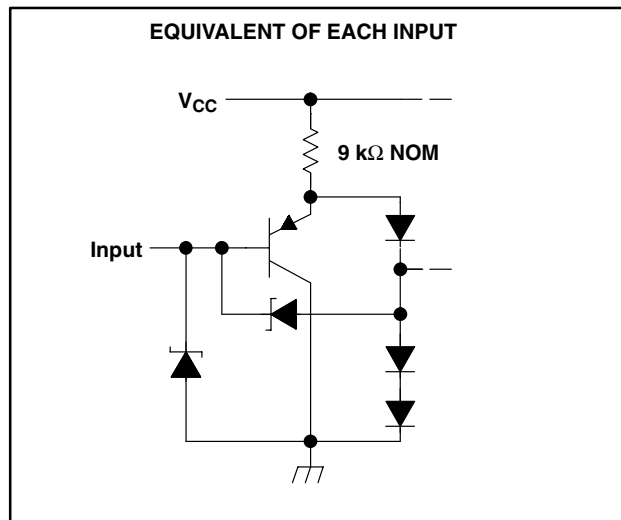 EQUIVALENT OF EACH INPUT
VCC
9 kΩ NOM
Input